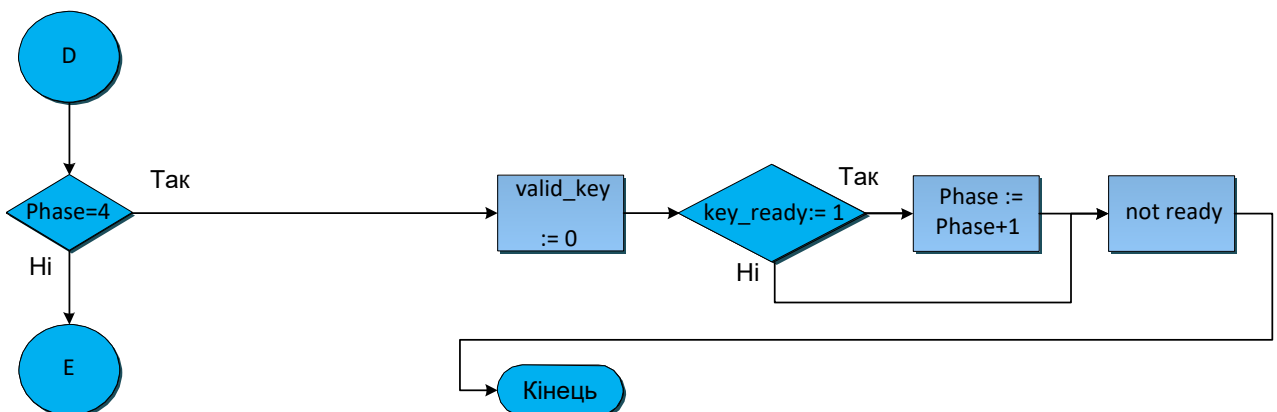 D
Phase=4
Так
Ні
valid_key
:= 0
key_ready:= 1
Так
Ні
Phase :=
Phase+1
not ready
E
Кінець